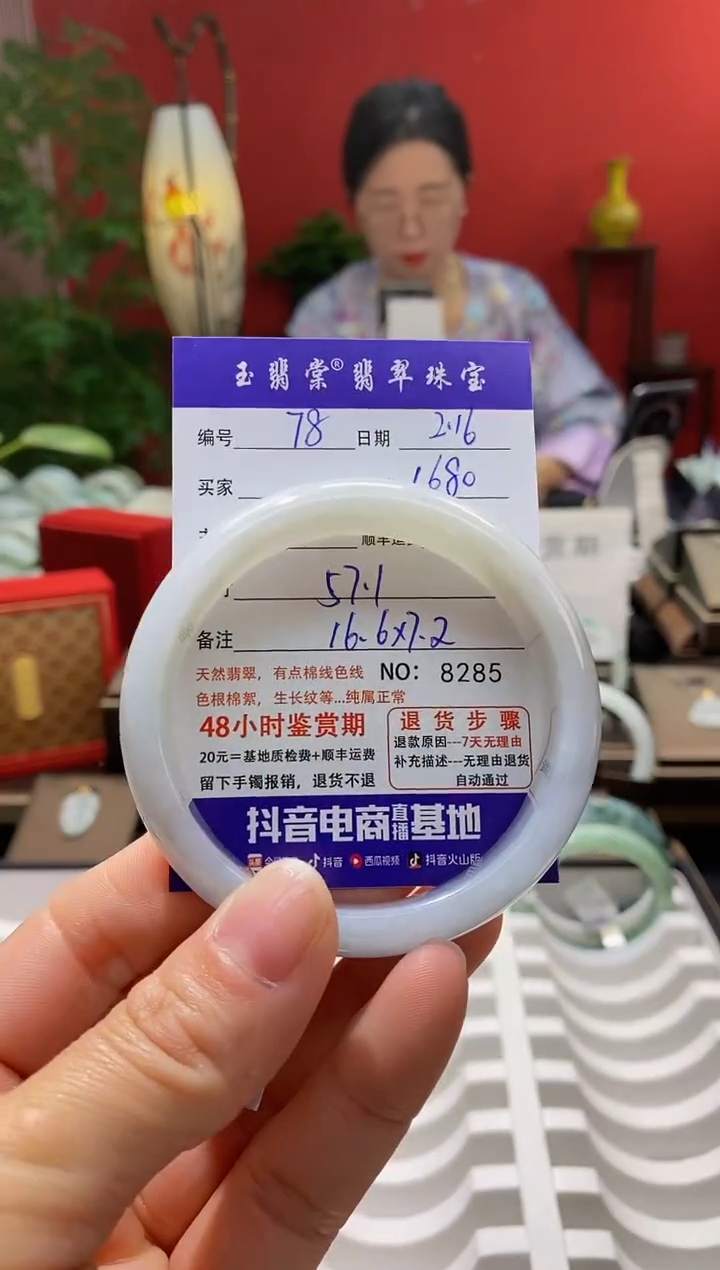 玉翡棠®翡翠珠宝
编号 78 日期 2.16
买家 1680
顺丰运
57.1
备注 16.6x7.2
天然翡翠，有点棉线色线 NO： 8285
色根棉絮，生长纹等...纯属正常
48小时鉴赏期
20元=基地质检费+顺丰运费
留下手镯报销，退货不退
退货步骤
退款原因---7天无理由
补充描述---无理由退货
自动通过
抖音电商直播基地
抖音 西瓜视频 抖音火山版